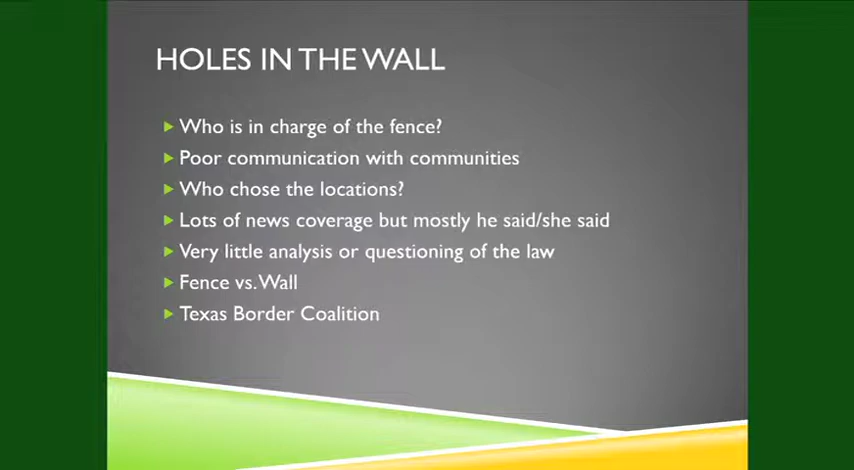 HOLES IN THE WALL
Who is in charge of the fence?
Poor communication with communities
Who chose the locations?
Lots of news coverage but mostly he said/she said
Very little analysis or questioning of the law
Fence vs. Wall
Texas Border Coalition